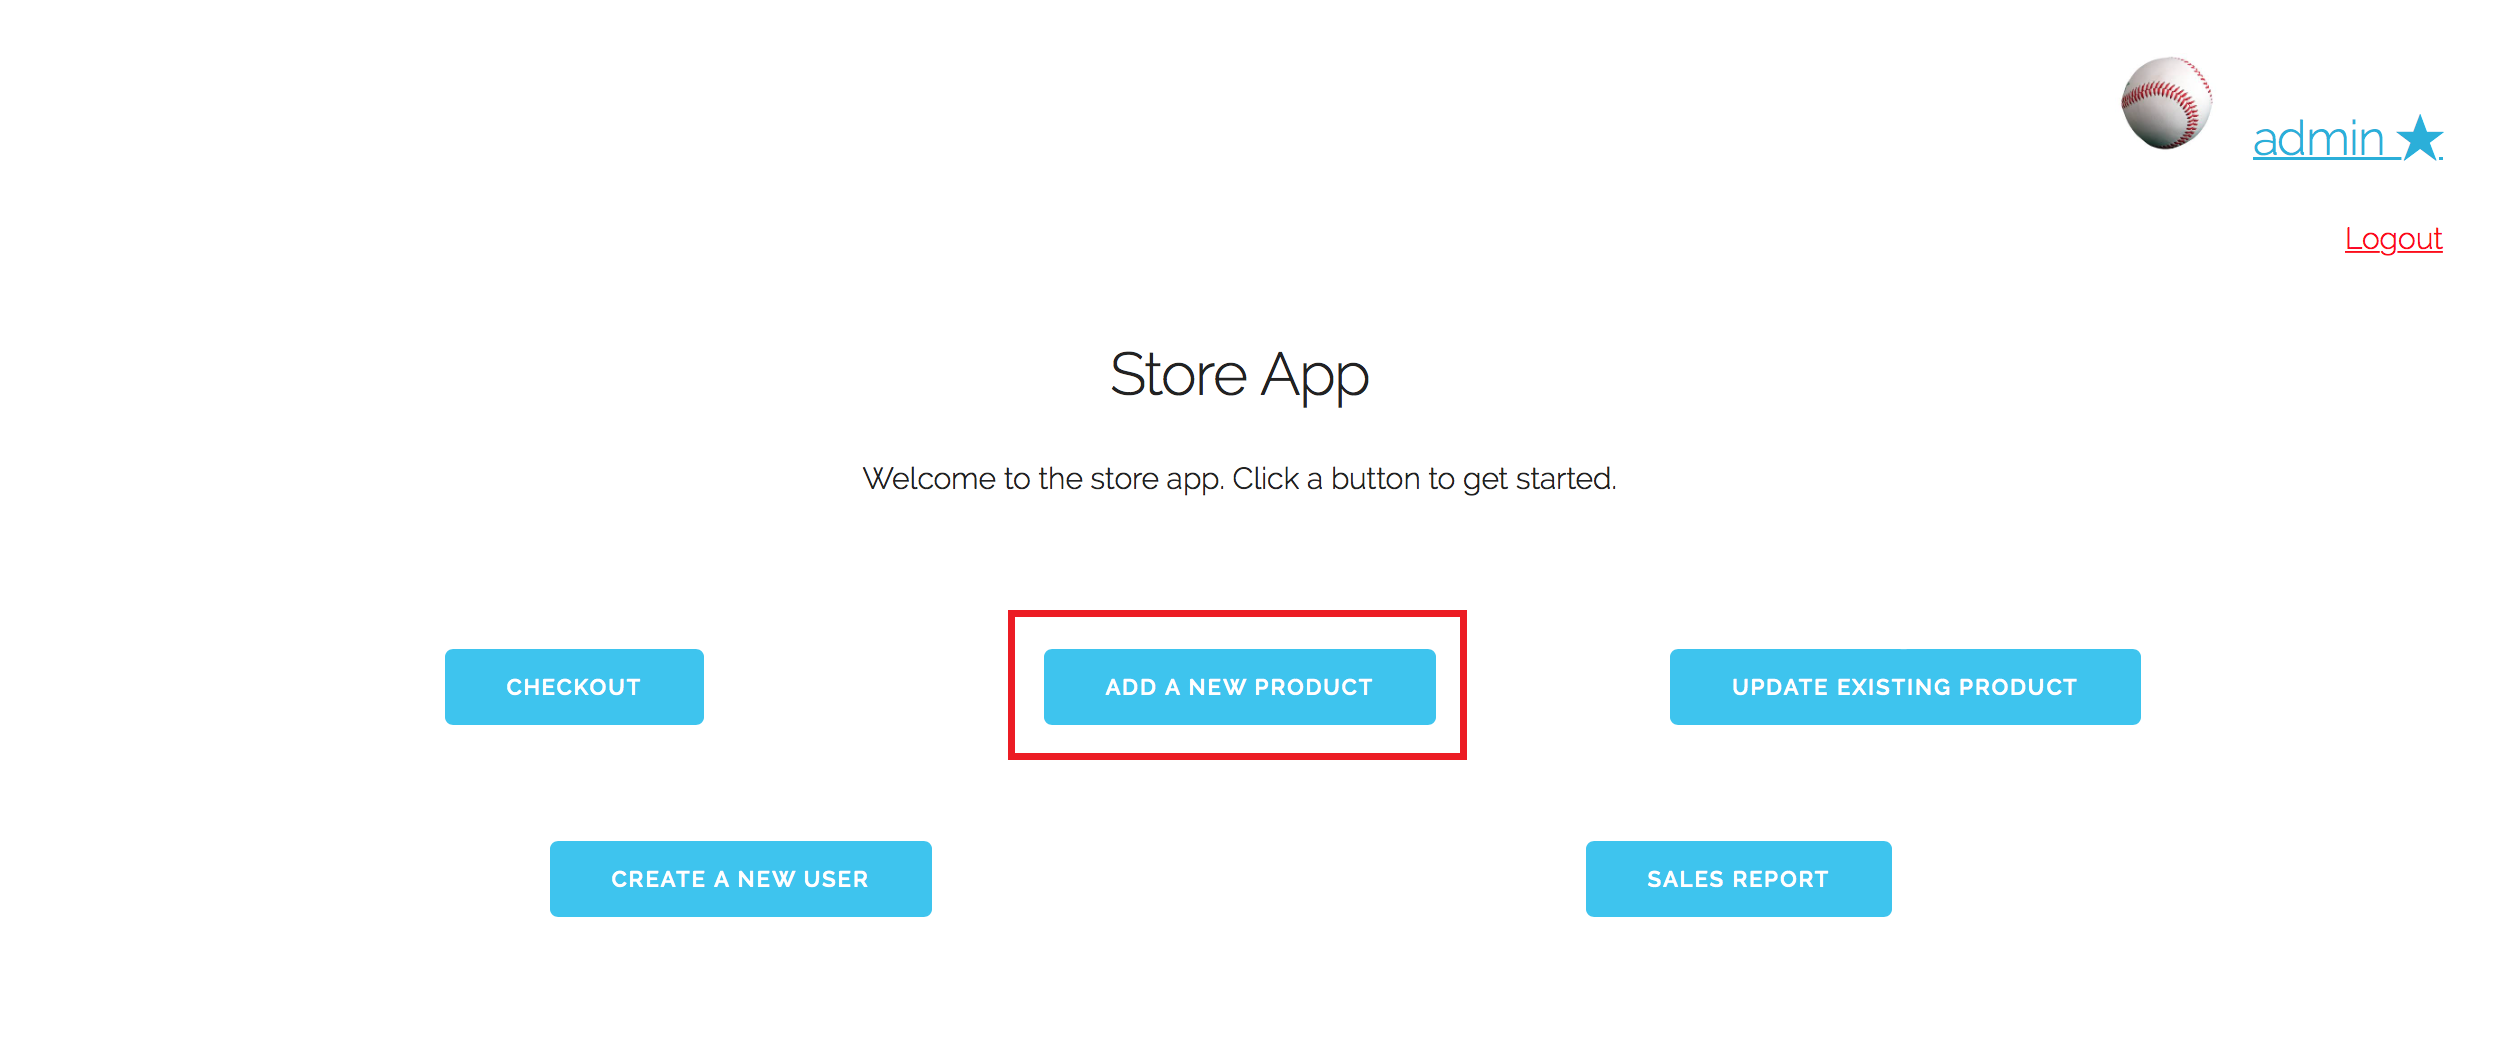 admin ★
Logout
Store App
Welcome to the store app. Click a button to get started.
CHECKOUT
ADD A NEW PRODUCT
UPDATE EXISTING PRODUCT
CREATE A NEW USER
SALES REPORT